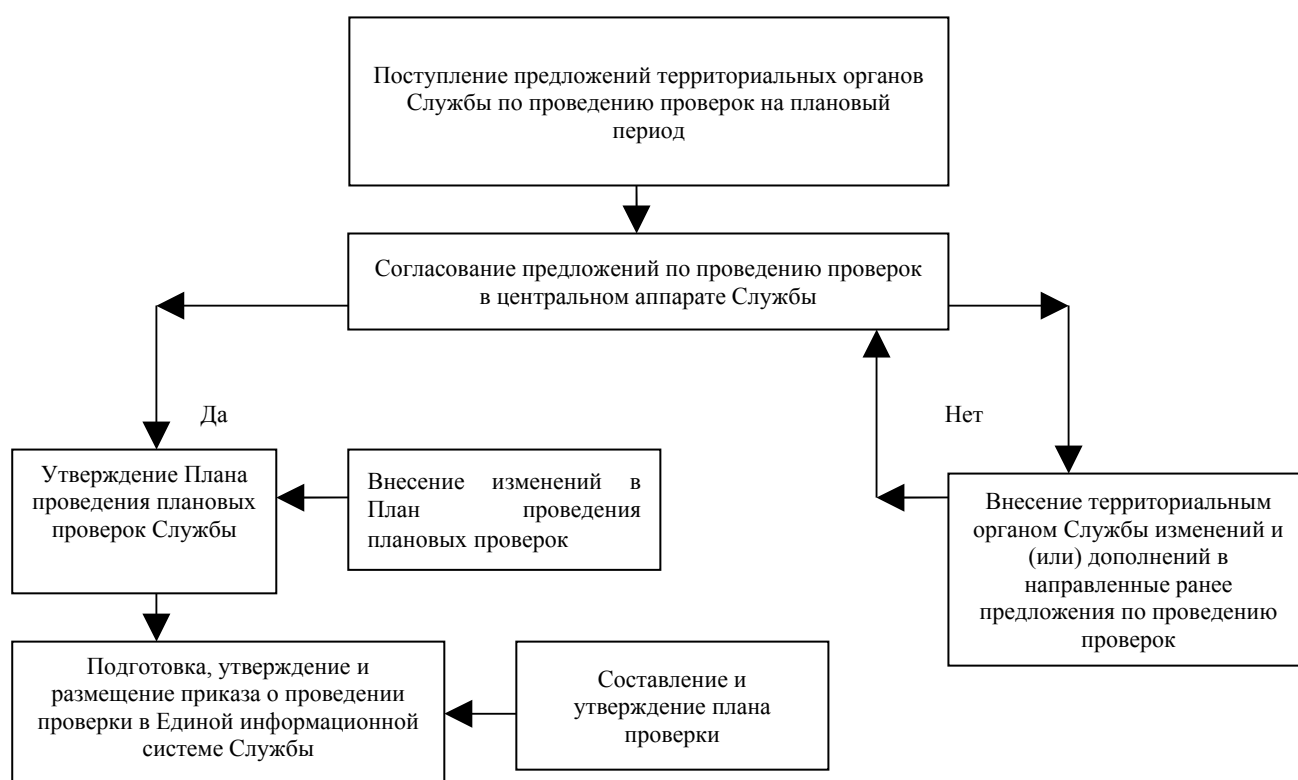 Поступление предложений территориальных органов
Службы по проведению проверок на плановый
период
Согласование предложений по проведению проверок
в центральном аппарате Службы
Да
Нет
Утверждение Плана
проведения плановых
проверок Службы
Внесение изменений в
План проведения
плановых проверок
Внесение территориальным
органом Службы изменений и
(или) дополнений в
направленные ранее
предложения по проведению
проверок
Подготовка, утверждение и
размещение приказа о проведении
проверки в Единой информационной
системе Службы
Составление и
утверждение плана
проверки